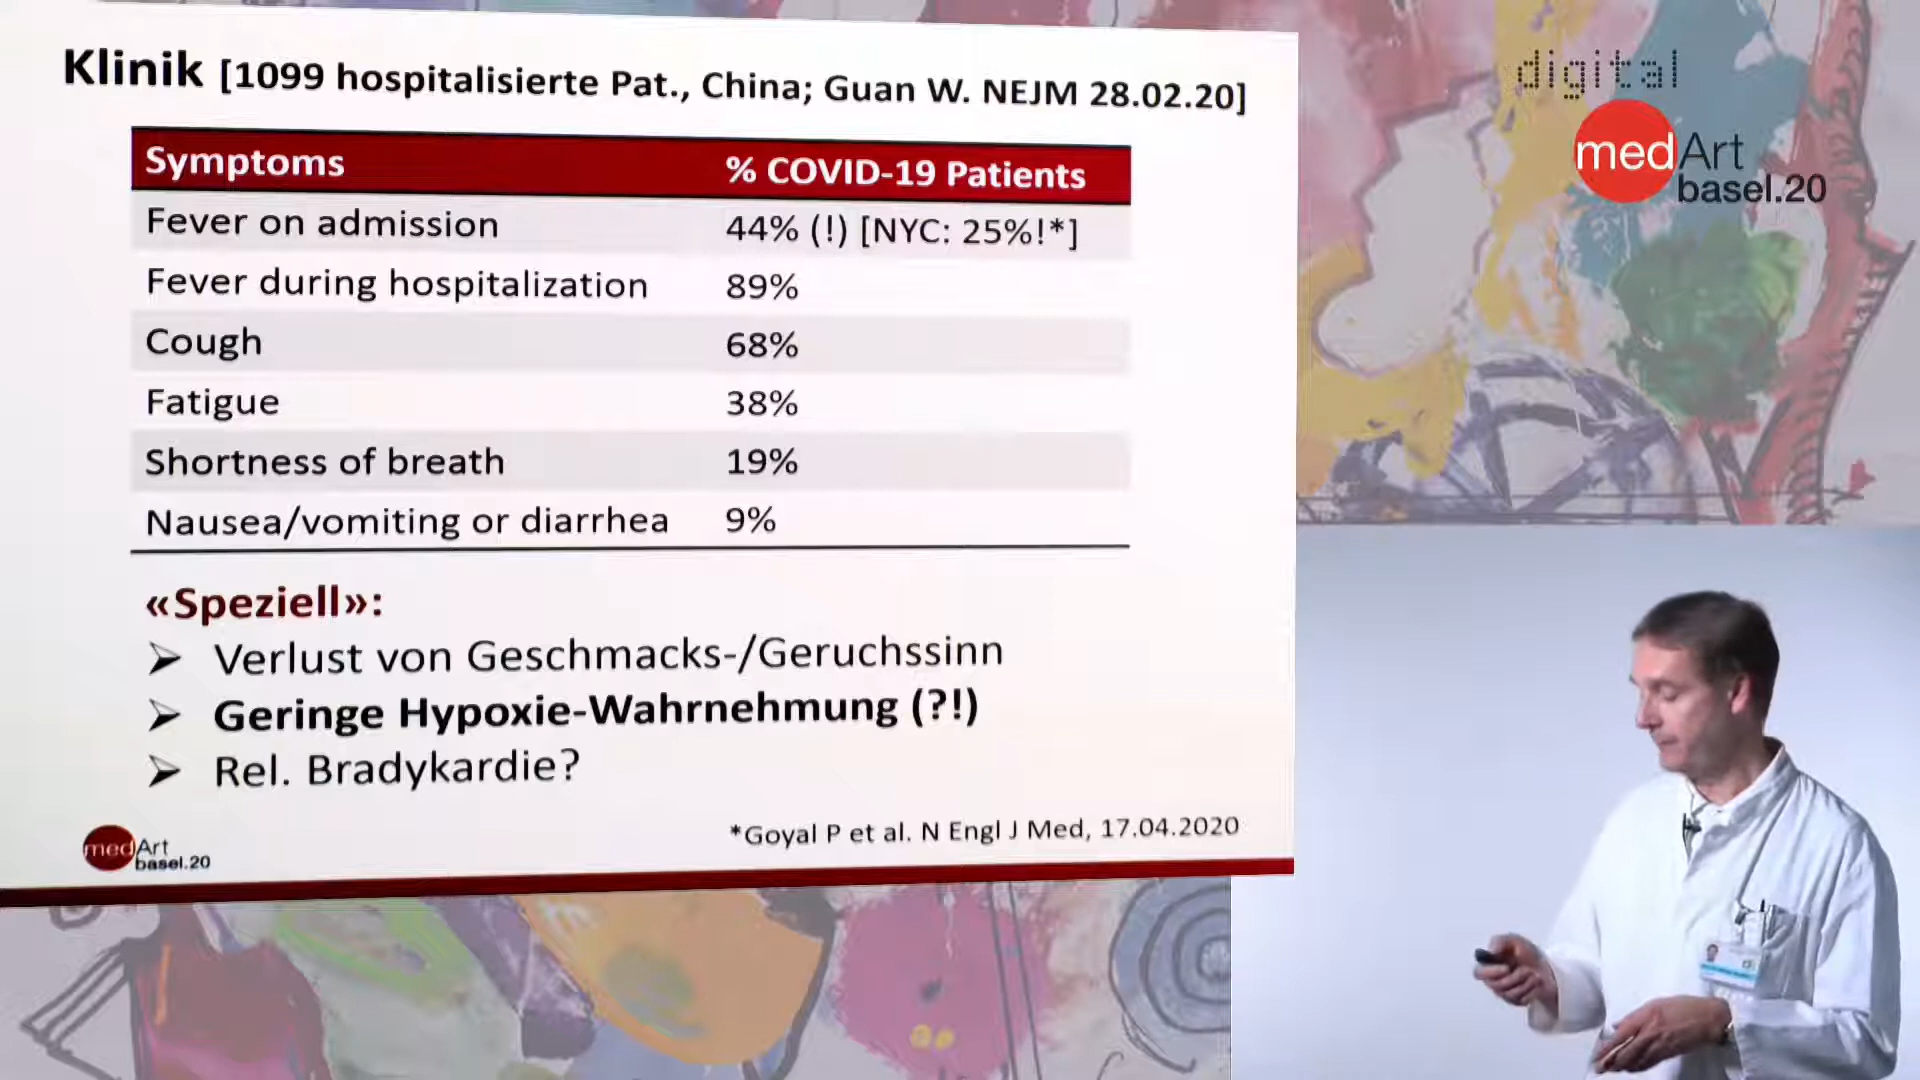 Klinik [1099 hospitalisierte Pat., China; Guan W. NEJM 28.02.20]
Symptoms % COVID-19 Patients
Fever on admission 44% (!) [NYC: 25%!*]
Fever during hospitalization 89%
Cough 68%
Fatigue 38%
Shortness of breath 19%
Nausea/vomiting or diarrhea 9%
«Speziell»:
➢ Verlust von Geschmacks-/Geruchssinn
➢ Geringe Hypoxie-Wahrnehmung (?!)
➢ Rel. Bradykardie?
*Goyal P et al. N Engl J Med, 17.04.2020
medArt
basel.20
digital
medArt
basel.20